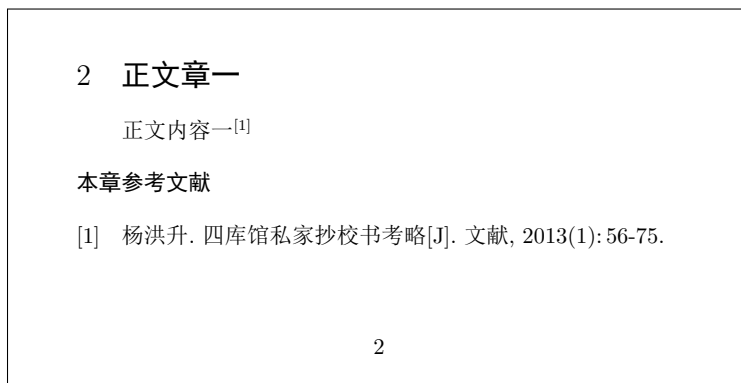 2 正文章一
正文内容一[1]
本章参考文献
[1] 杨洪升. 四库馆私家抄校书考略[J]. 文献, 2013(1): 56-75.
2